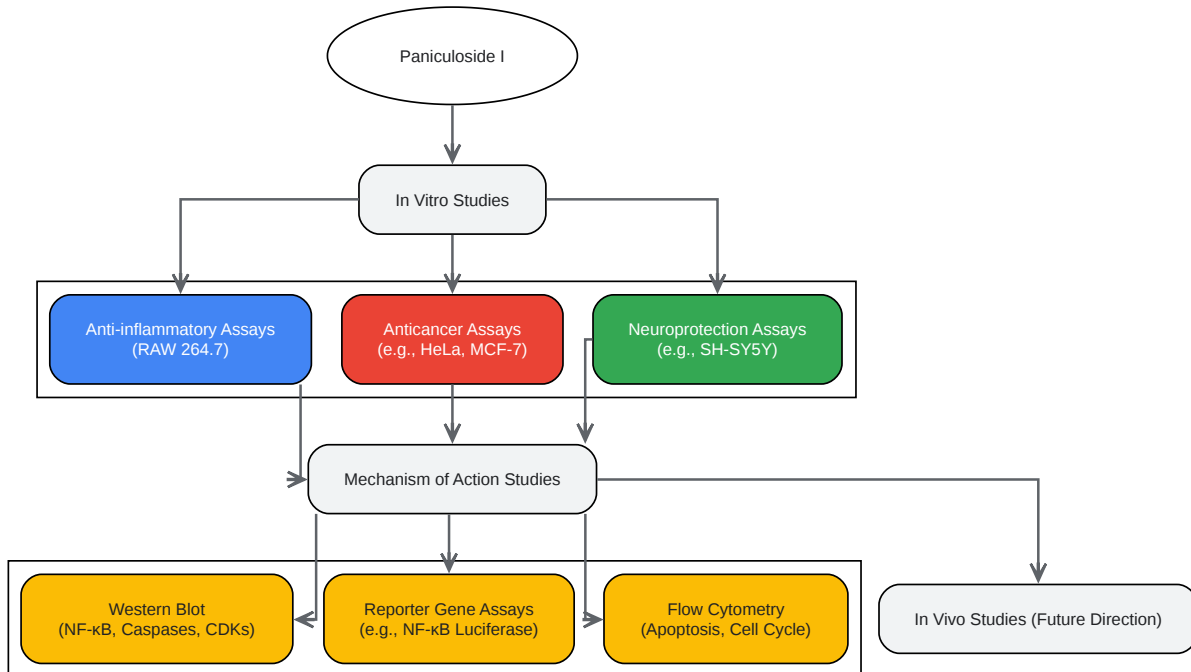 Paniculoside I
In Vitro Studies
Anti-inflammatory Assays
(RAW 264.7)
Anticancer Assays
(e.g., HeLa, MCF-7)
Neuroprotection Assays
(e.g., SH-SY5Y)
Mechanism of Action Studies
Western Blot
(NF-κB, Caspases, CDKs)
Reporter Gene Assays
(e.g., NF-κB Luciferase)
Flow Cytometry
(Apoptosis, Cell Cycle)
In Vivo Studies (Future Direction)